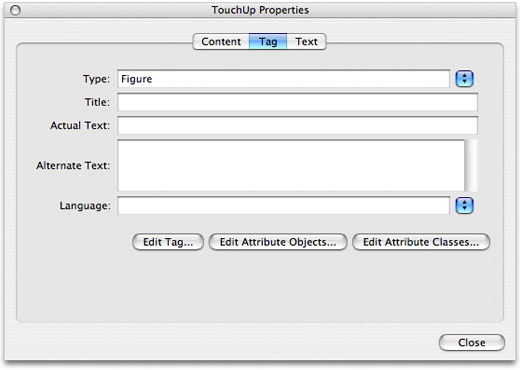 TouchUp Properties
Content Tag Text
Type: Figure
Title:
Actual Text:
Alternate Text:
Language:
Edit Tag... Edit Attribute Objects... Edit Attribute Classes...
Close